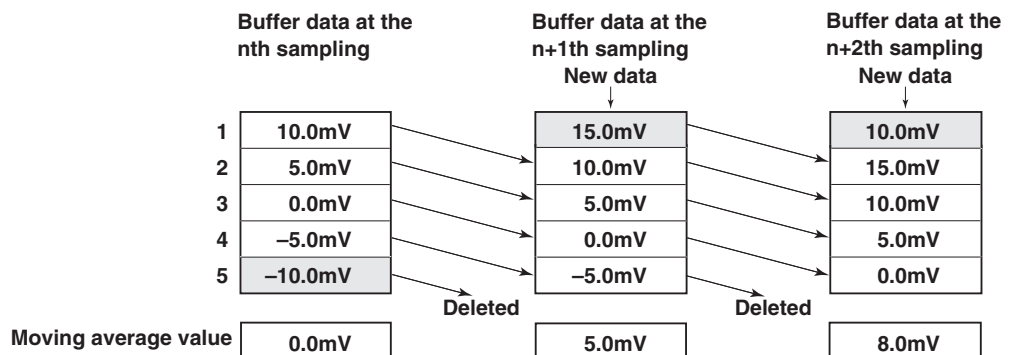 Buffer data at the
nth sampling
Buffer data at the
n+1th sampling
New data
Buffer data at the
n+2th sampling
New data
1 10.0mV 15.0mV 10.0mV
2 5.0mV 10.0mV 15.0mV
3 0.0mV 5.0mV 10.0mV
4 –5.0mV 0.0mV 5.0mV
5 –10.0mV –5.0mV 0.0mV
Deleted Deleted
Moving average value 0.0mV 5.0mV 8.0mV